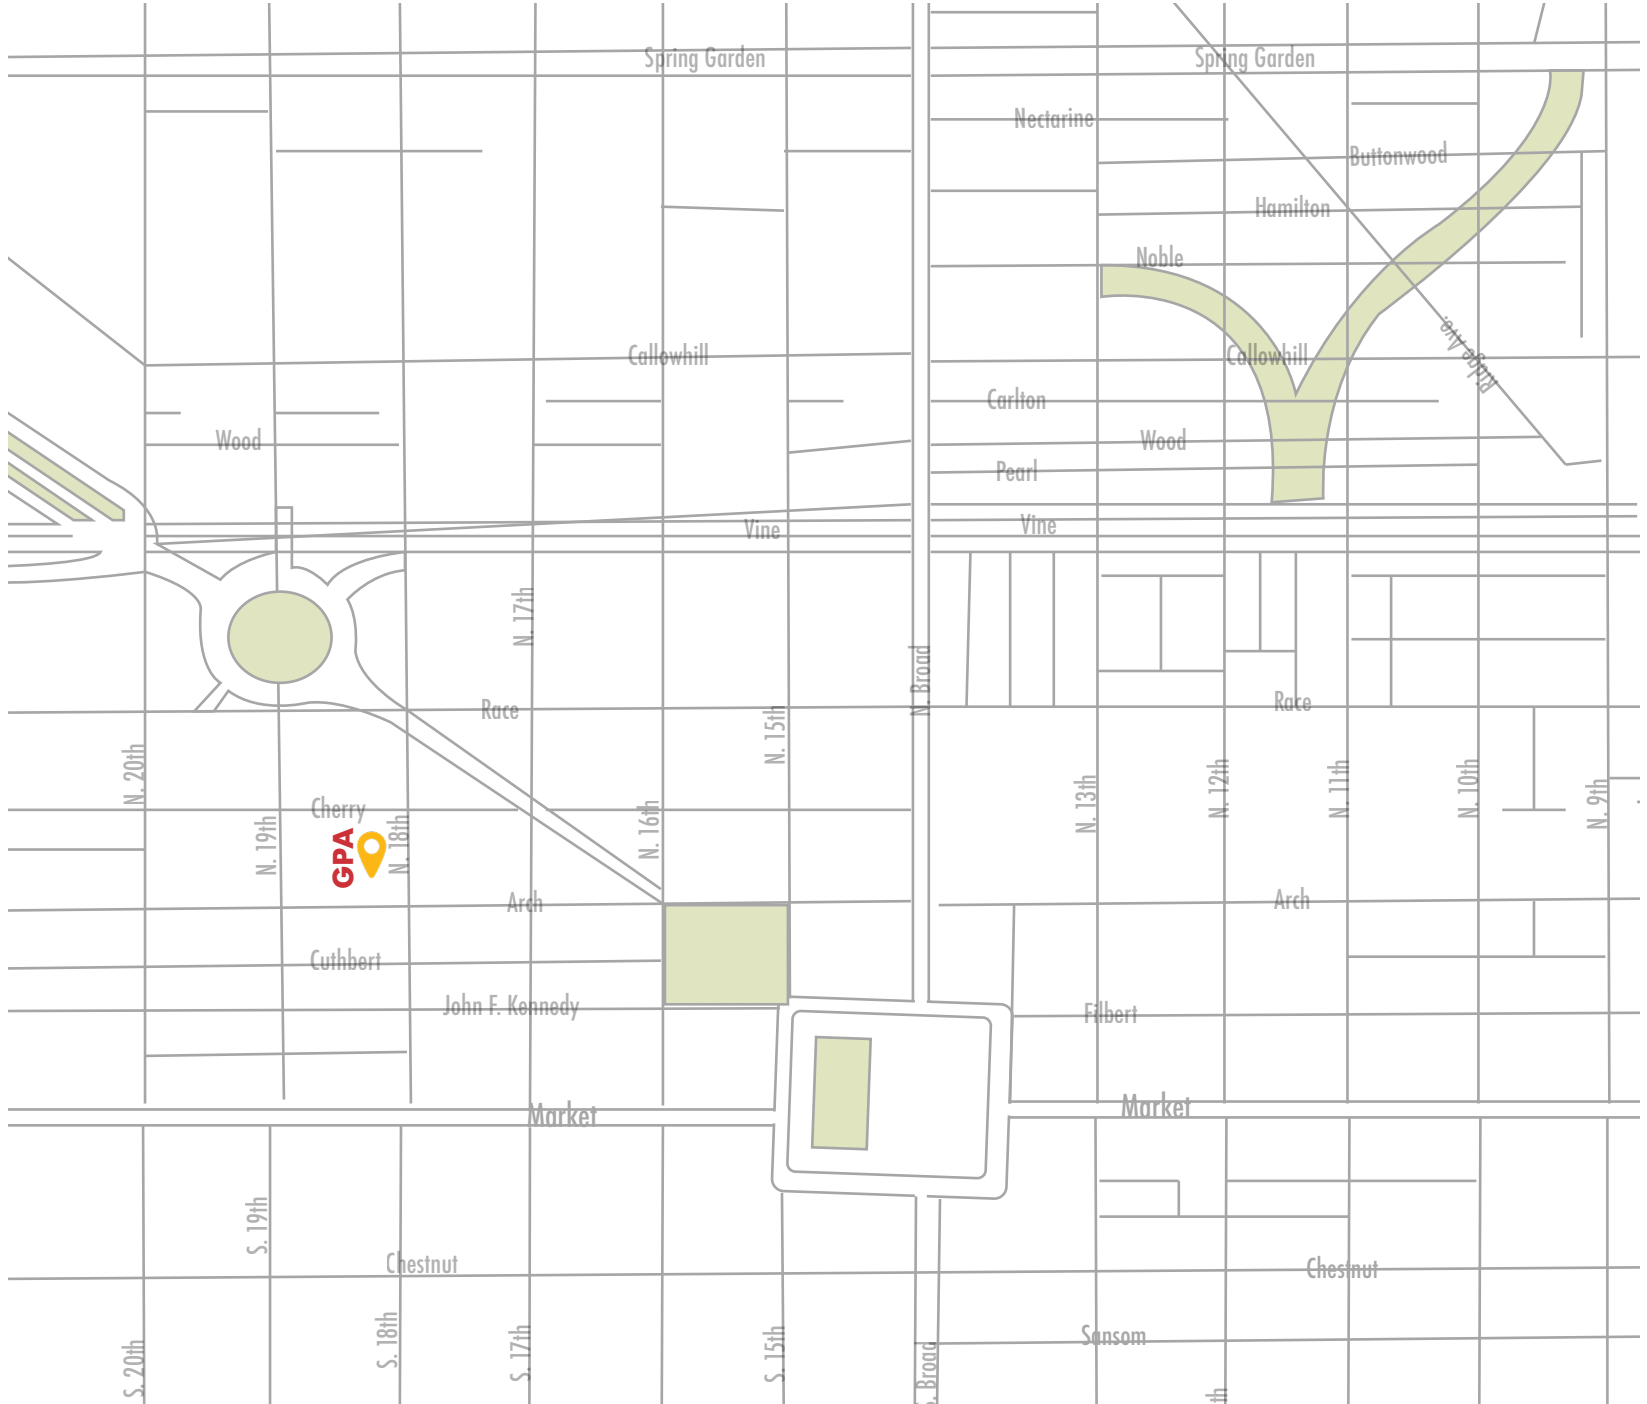 Spring Garden
Spring Garden
Nectarine
Buttonwood
Hamilton
Noble
Callowhill
Callowhill
Ridge Ave.
Carlton
Wood
Wood
Pearl
Vine
Vine
N. 17th
N. Broad
Race
Race
N. 15th
N. 20th
N. 13th
N. 12th
N. 11th
N. 10th
N. 9th
Cherry
N. 19th
GPA
N. 18th
N. 16th
Arch
Arch
Cuthbert
John F. Kennedy
Filbert
Market
Market
S. 19th
Chestnut
Chestnut
S. 20th
S. 18th
S. 17th
S. 15th
Sansom
Broad
th